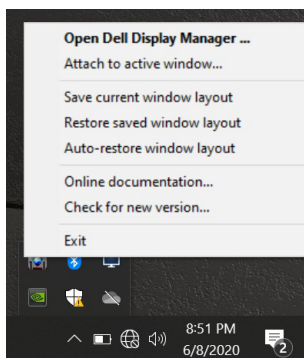 Open Dell Display Manager ...
Attach to active window...
Save current window layout
Restore saved window layout
Auto-restore window layout
Online documentation...
Check for new version...
Exit
8:51 PM
6/8/2020
2